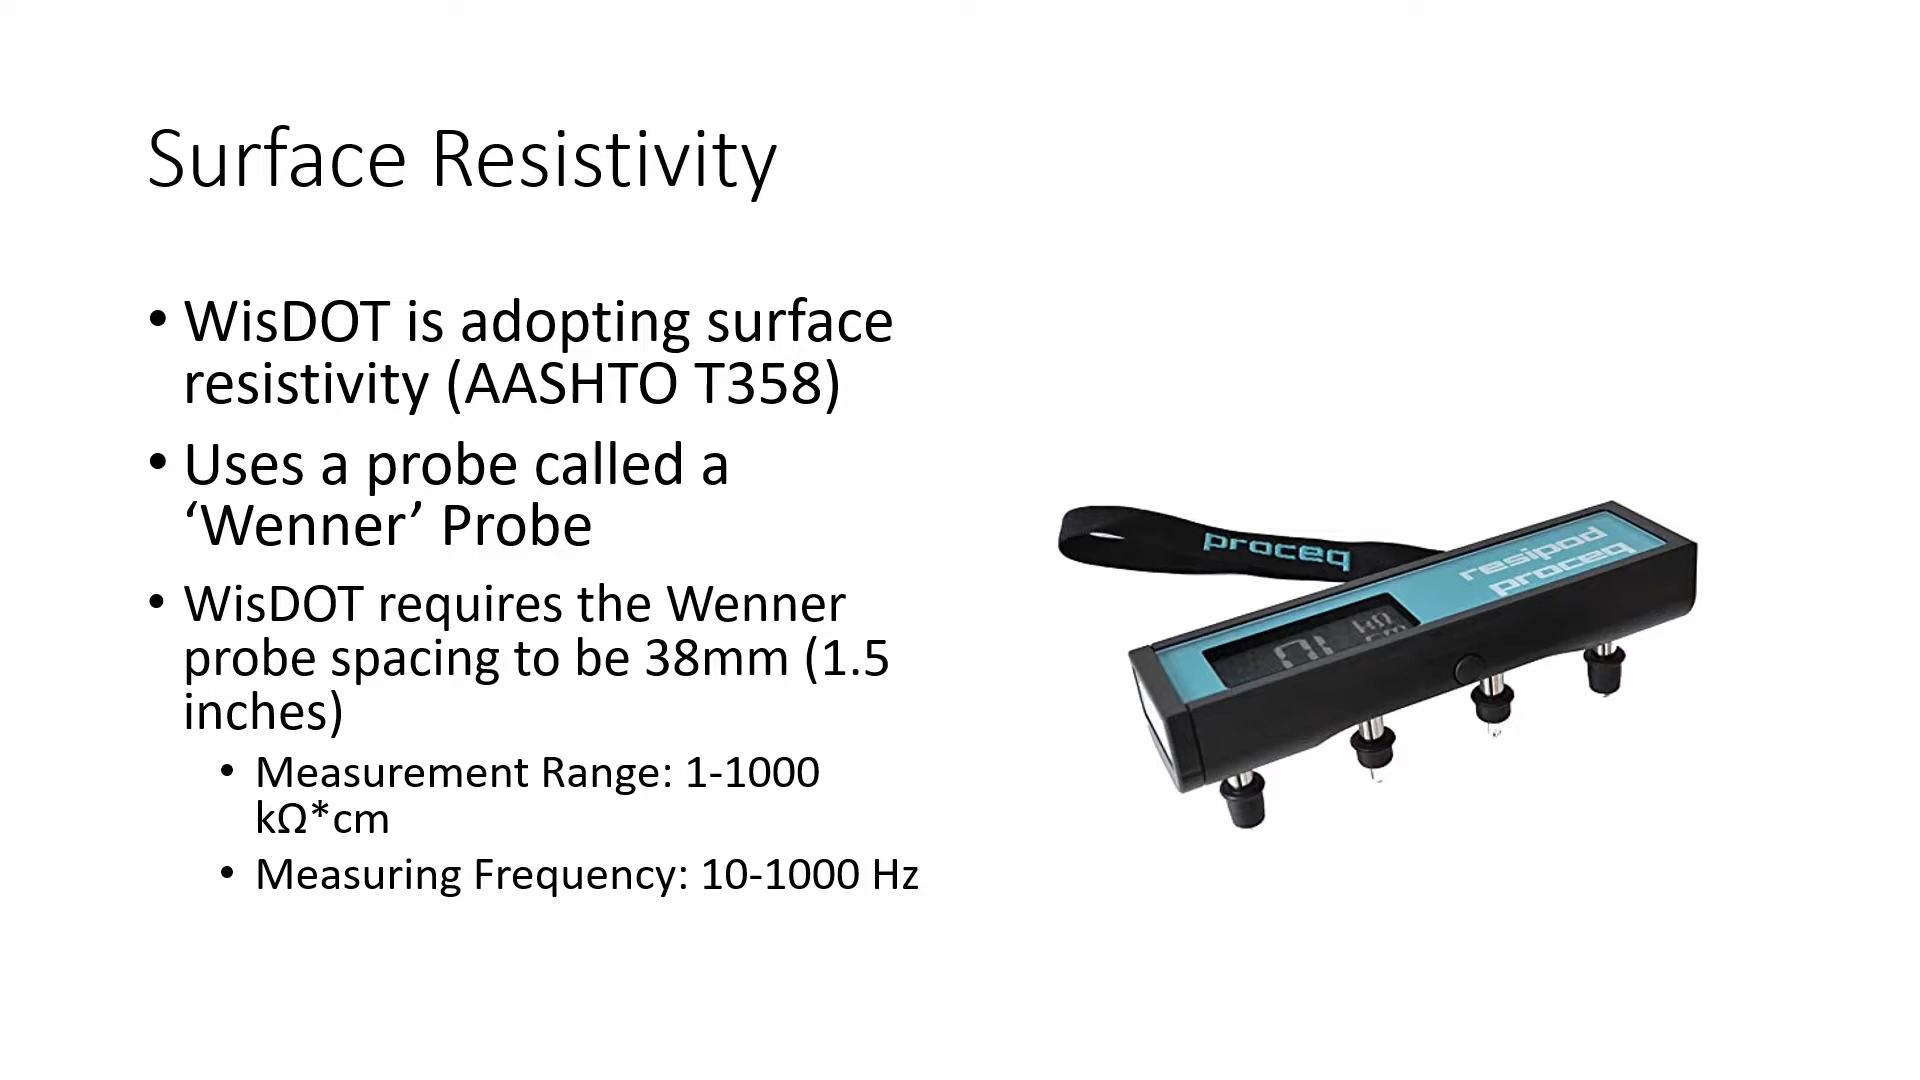 Surface Resistivity
• WisDOT is adopting surface
resistivity (AASHTO T358)
• Uses a probe called a
‘Wenner’ Probe
• WisDOT requires the Wenner
probe spacing to be 38mm (1.5
inches)
• Measurement Range: 1-1000
kΩ*cm
• Measuring Frequency: 10-1000 Hz
proceq
resipod
proceq
kΩ
cm